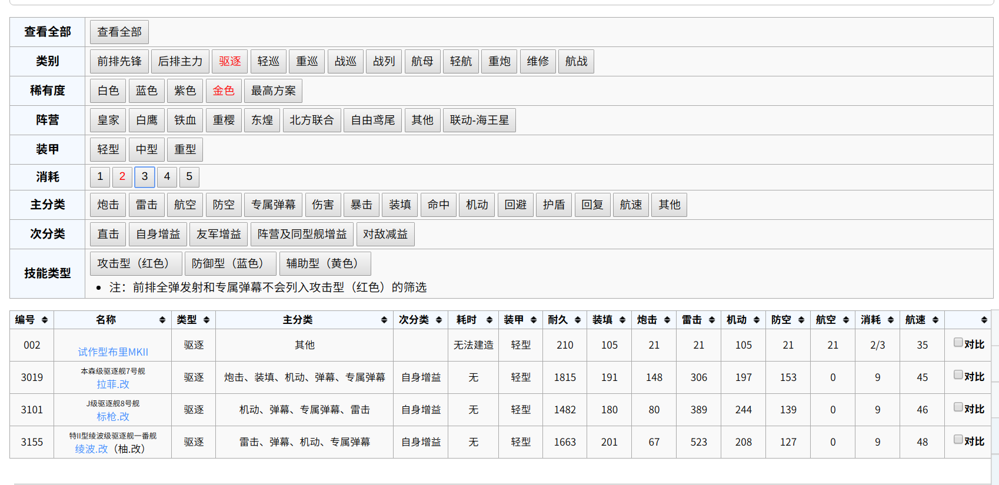 查看全部 查看全部
类别 前排先锋 后排主力 驱逐 轻巡 重巡 战巡 战列 航母 轻航 重炮 维修 航战
稀有度 白色 蓝色 紫色 金色 最高方案
阵营 皇家 白鹰 铁血 重樱 东煌 北方联合 自由鸢尾 其他 联动-海王星
装甲 轻型 中型 重型
消耗 1 2 3 4 5
主分类 炮击 雷击 航空 防空 专属弹幕 伤害 暴击 装填 命中 机动 回避 护盾 回复 航速 其他
次分类 直击 自身增益 友军增益 阵营及同型舰增益 对敌减益
技能类型 攻击型（红色） 防御型（蓝色） 辅助型（黄色）
• 注：前排全弹发射和专属弹幕不会列入攻击型（红色）的筛选
编号 名称 类型 主分类 次分类 耗时 装甲 耐久 装填 炮击 雷击 机动 防空 航空 消耗 航速
002 试作型布里MKII 驱逐 其他 无法建造 轻型 210 105 21 21 105 21 21 2/3 35 对比
本森级驱逐舰7号舰
3019 拉菲.改 驱逐 炮击、装填、机动、弹幕、专属弹幕 自身增益 无 轻型 1815 191 148 306 197 153 0 9 45 对比
J级驱逐舰8号舰
3101 标枪.改 驱逐 机动、弹幕、专属弹幕、雷击 自身增益 无 轻型 1482 180 80 389 244 139 0 9 46 对比
特II型绫波级驱逐舰一番舰
3155 绫波.改（柚.改） 驱逐 雷击、弹幕、机动、专属弹幕 自身增益 无 轻型 1663 201 67 523 208 127 0 9 48 对比